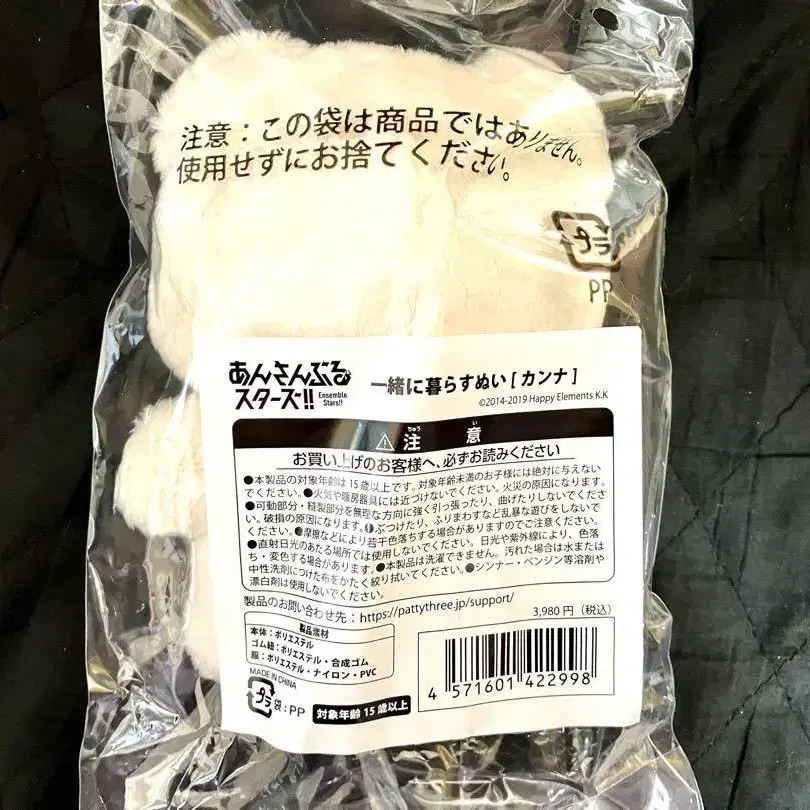 注意：この袋は商品ではありません。
使用せずにお捨てください。
プラ
PP
あんさんぶる
スターズ!!
Ensemble
Stars!!
一緒に暮らすぬい [ カンナ ]
©2014-2019 Happy Elements K.K
ちゅう い
注 意
お買い上げのお客様へ、必ずお読みください
●本製品の対象年齢は 15 歳以上です。対象年齢未満のお子様には絶対に与えない
でください。●火気や暖房器具には近づけないでください。火災の原因になります。
●可動部分・縫製部分を無理な方向に強く引っ張ったり、曲げたりしないでくださ
い。破損の原因になります。●ぶつけたり、ふりまわすなど乱暴な遊びをしないで
ください。●摩擦などにより若干色落ちする場合がありますのでご注意ください。
●直射日光のあたる場所では使用しないでください。日光や紫外線により、色落
ち・変色する場合があります。●本製品は洗濯できません。汚れた場合は水または
中性洗剤につけた布をかたく絞り拭いてください。●シンナー・ベンジン等溶剤や
漂白剤は使用しないでください。
製品のお問い合わせ先：https://pattythree.jp/support/
3,980 円（税込）
製品素材
本体：ポリエステル
ゴム紐：ポリエステル・合成ゴム
服：ポリエステル・ナイロン・PVC
MADE IN CHINA
プラ
袋：PP
対象年齢 15 歳以上
4 571601 422998